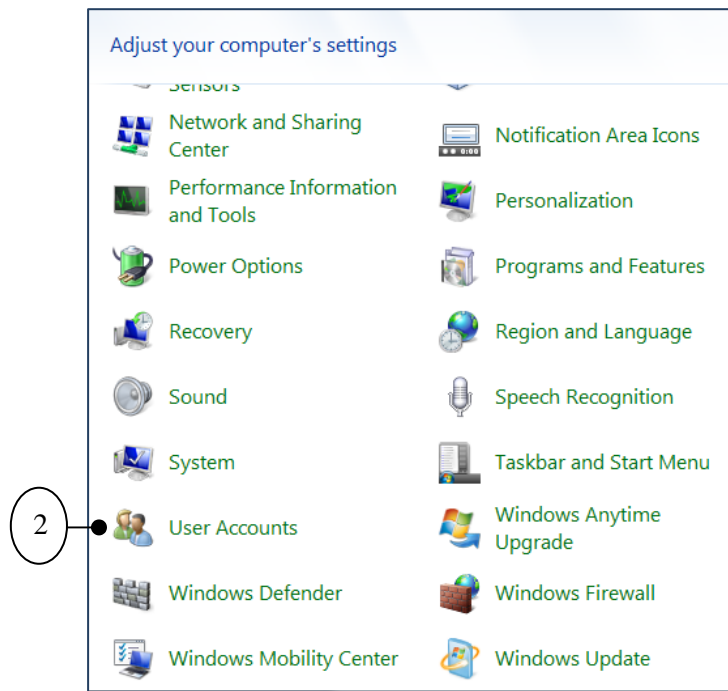 Adjust your computer's settings
Sensors
Network and Sharing
Center
Notification Area Icons
Performance Information
and Tools
Personalization
Power Options
Programs and Features
Recovery
Region and Language
Sound
Speech Recognition
System
Taskbar and Start Menu
2
User Accounts
Windows Anytime
Upgrade
Windows Defender
Windows Firewall
Windows Mobility Center
Windows Update